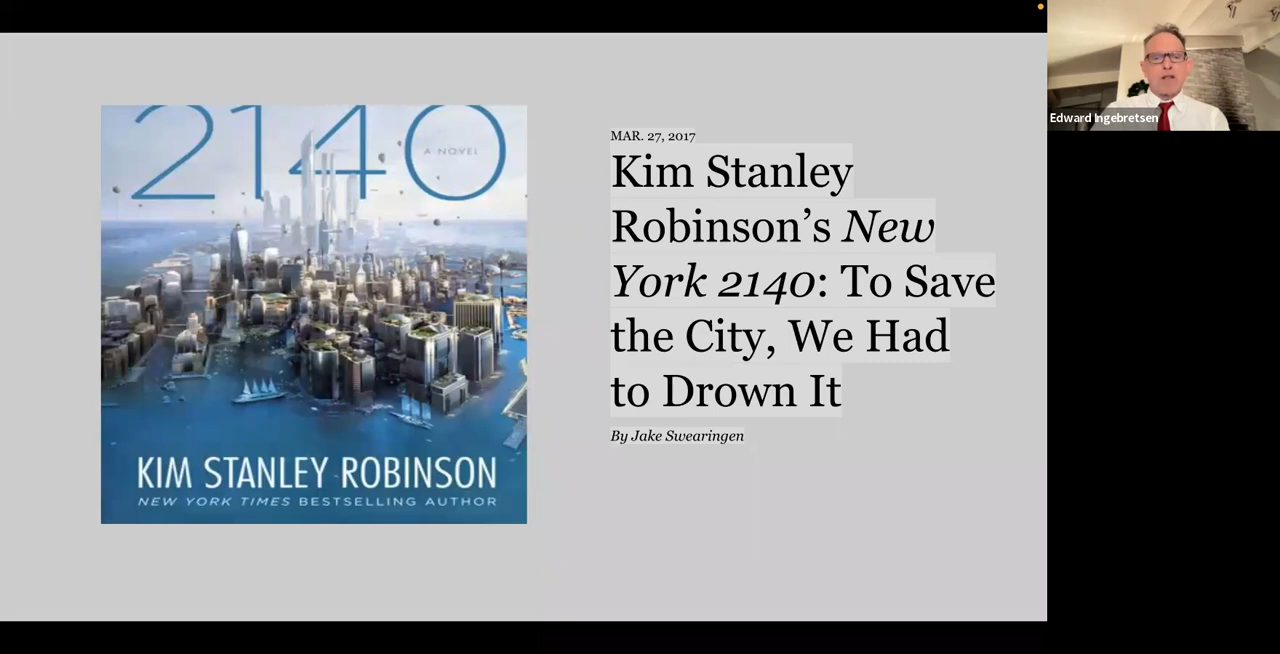 2140
A NOVEL
KIM STANLEY ROBINSON
NEW YORK TIMES BESTSELLING AUTHOR
MAR. 27, 2017
Kim Stanley
Robinson’s New
York 2140: To Save
the City, We Had
to Drown It
By Jake Swearingen
Edward Ingebretsen